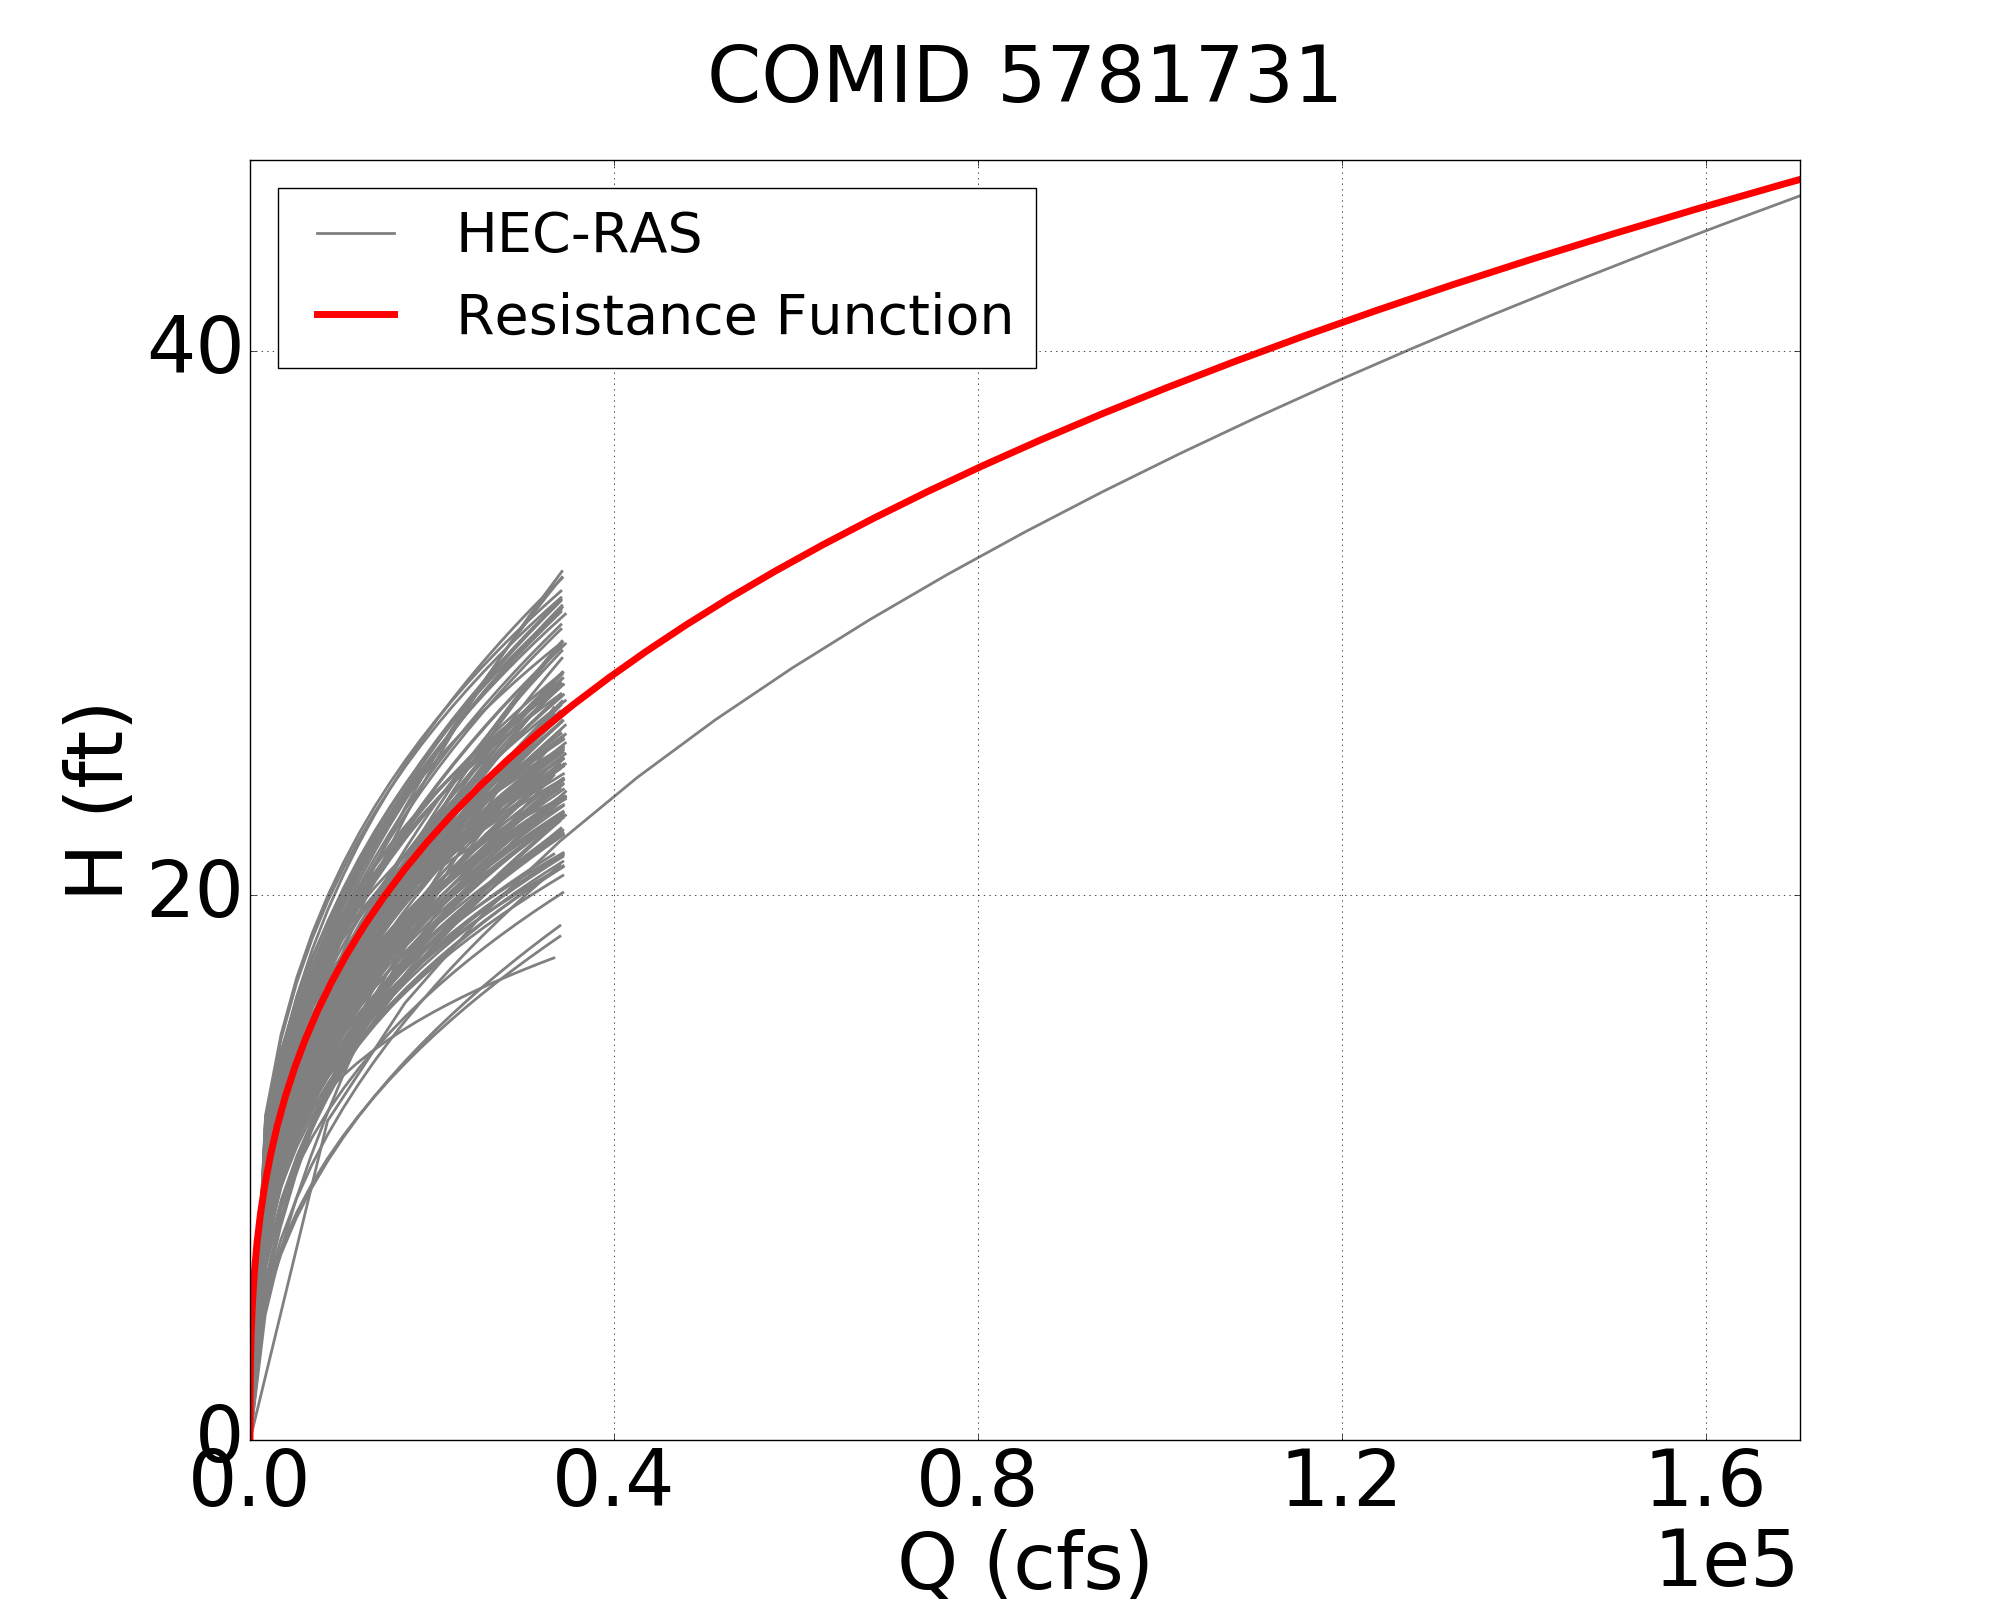 COMID 5781731
HEC-RAS
Resistance Function
40
20
0
H (ft)
0.0 0.4 0.8 1.2 1.6
1e5
Q (cfs)